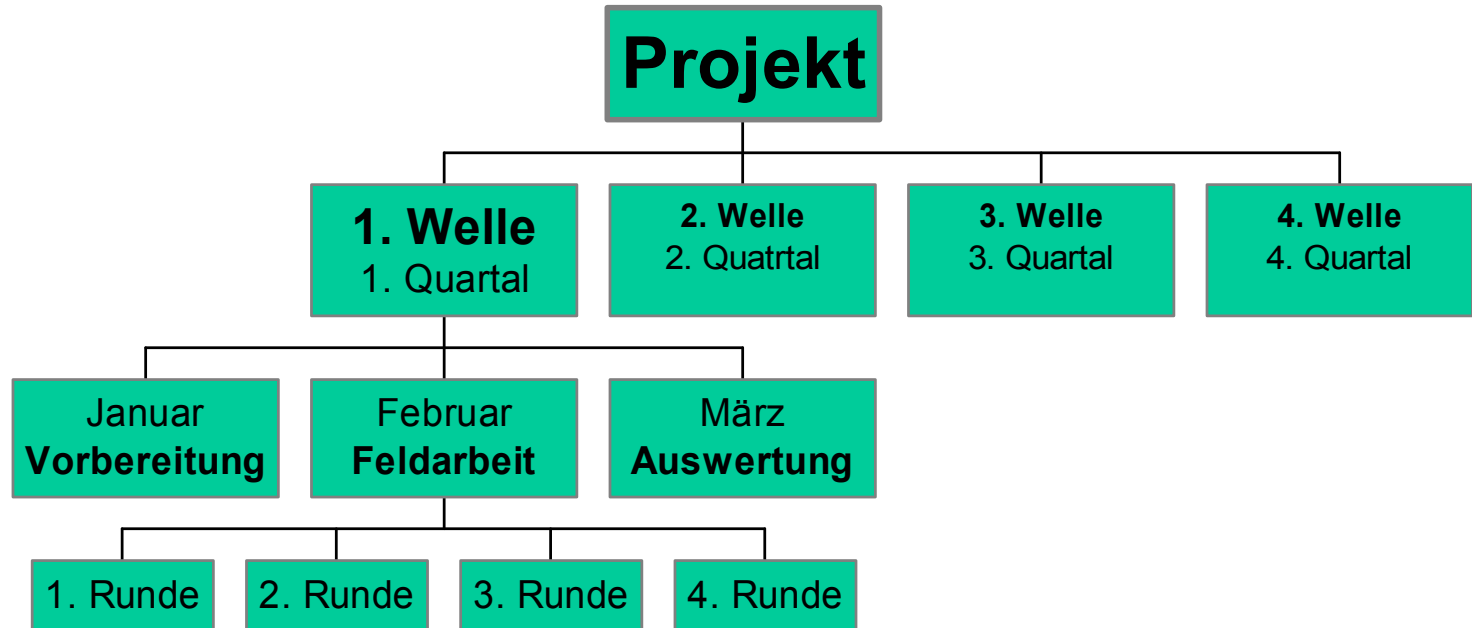 Projekt
1. Welle
1. Quartal
2. Welle
2. Quatrtal
3. Welle
3. Quartal
4. Welle
4. Quartal
Januar
Vorbereitung
Februar
Feldarbeit
März
Auswertung
1. Runde
2. Runde
3. Runde
4. Runde